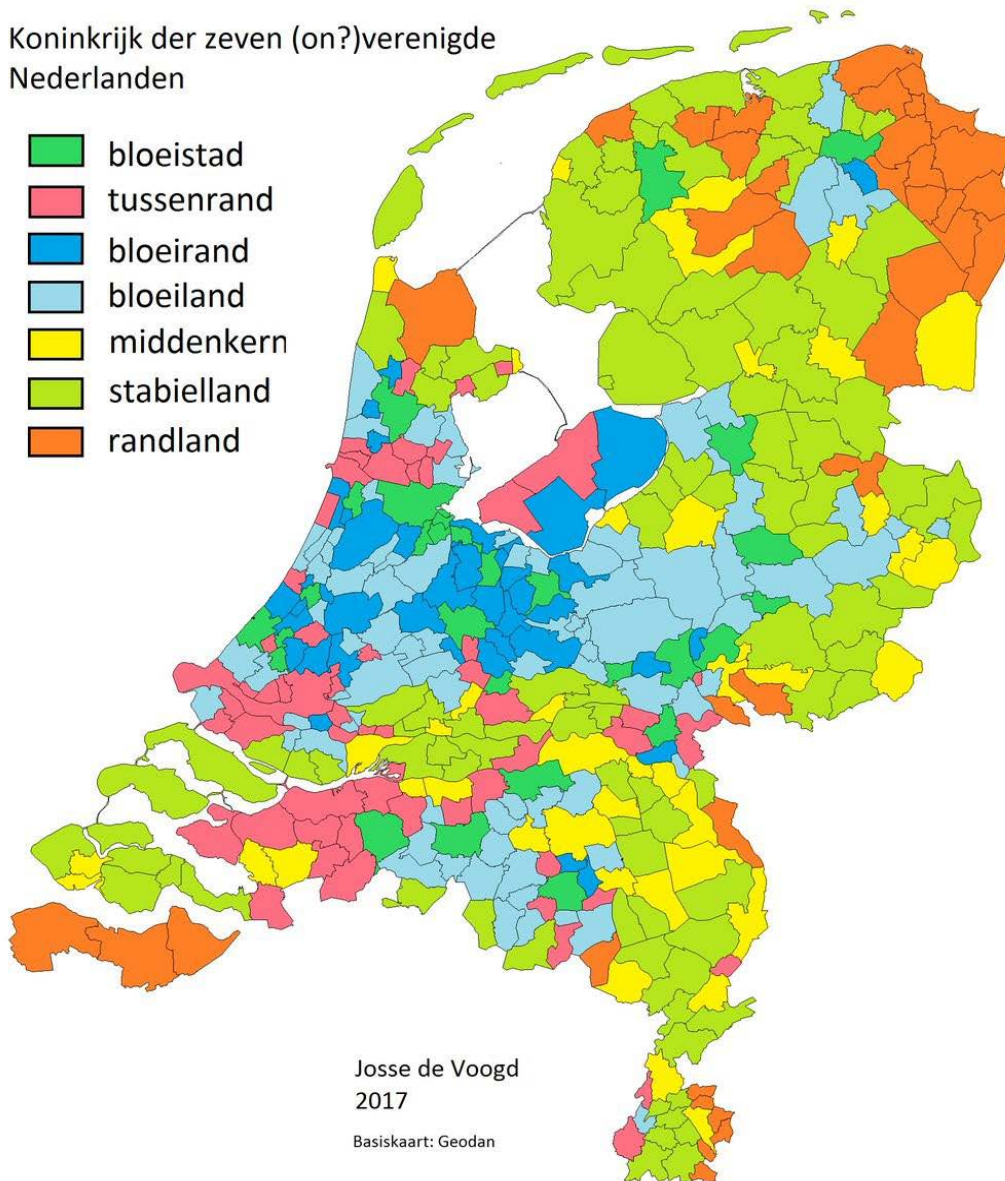 Koninkrijk der zeven (on?)verenigde
Nederlanden
bloeistad
tussenrand
bloeirand
bloeiland
middenkern
stabielland
randland
Josse de Voogd
2017
Basiskaart: Geodan